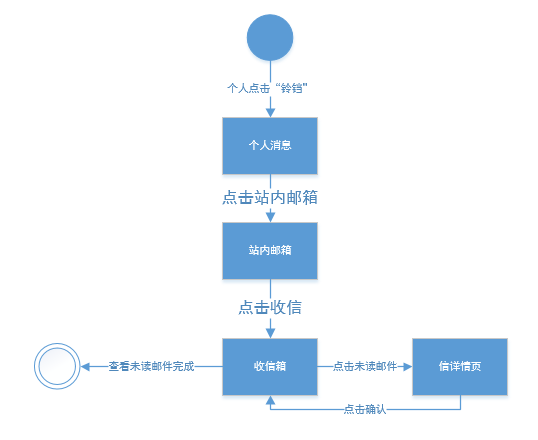 个人点击“铃铛”
个人消息
点击站内邮箱
站内邮箱
点击收信
查看未读邮件完成
收信箱
点击未读邮件
信详情页
点击确认